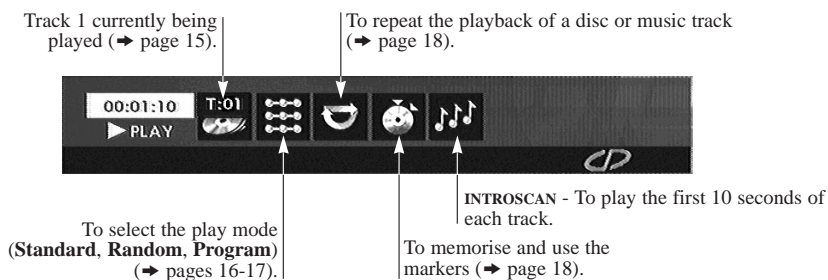 Track 1 currently being
played (➜ page 15).
To repeat the playback of a disc or music track
(➜ page 18).
00:01:10
PLAY
T:01
INTROSCAN - To play the first 10 seconds of
each track.
To select the play mode
(Standard, Random, Program)
(➜ pages 16-17).
To memorise and use the
markers (➜ page 18).